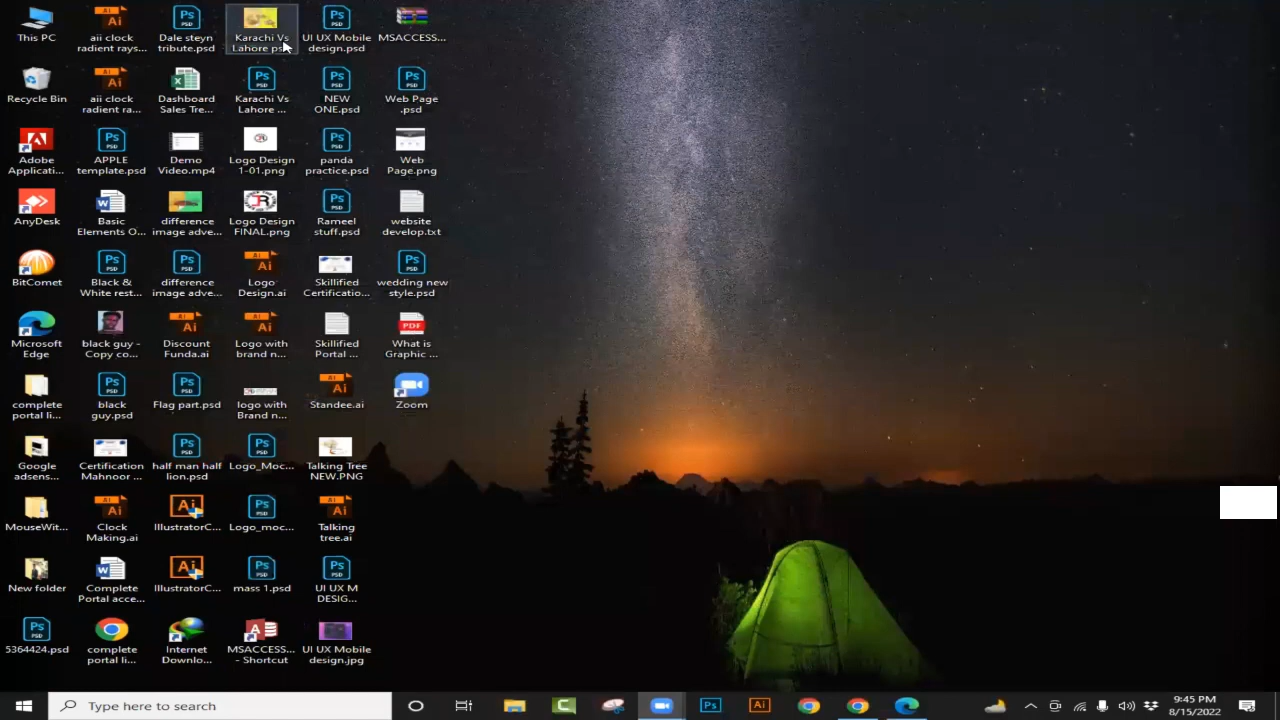 This PC
Recycle Bin
Adobe
Applicati...
AnyDesk
BitComet
Microsoft
Edge
complete
portal li...
Google
adsens...
MouseWit...
New folder
5364424.psd
aii clock
radient rays...
aii clock
radient ra...
APPLE
template.psd
Basic
Elements O...
Black &
White rest...
black guy -
Copy co...
black
guy.psd
Certification
Mahnoor ...
Clock
Making.ai
Complete
Portal acce...
complete
portal li...
Dale steyn
tribute.psd
Dashboard
Sales Tre...
Demo
Video.mp4
difference
image adve...
difference
image adve...
Discount
Funda.ai
Flag part.psd
half man half
lion.psd
IllustratorC...
IllustratorC...
Internet
Downlo...
Karachi Vs
Karachi Vs
Lahore ...
Logo Design
1-01.png
Logo Design
FINAL.png
Logo
Design.ai
Logo with
brand n...
logo with
Brand n...
Logo_Moc...
Logo_moc...
mass 1.psd
MSACCESS...
- Shortcut
UI UX Mobile
design.psd
NEW
ONE.psd
panda
practice.psd
Rameel
stuff.psd
Skillified
Certificatio...
Skillified
Portal ...
Standee.ai
Talking Tree
NEW.PNG
Talking
tree.ai
UI UX M
DESIG...
UI UX Mobile
design.jpg
MSACCESS...
Web Page
.psd
Web
Page.png
website
develop.txt
wedding new
style.psd
What is
Graphic ...
Zoom
Type here to search
9:45 PM
8/15/2022